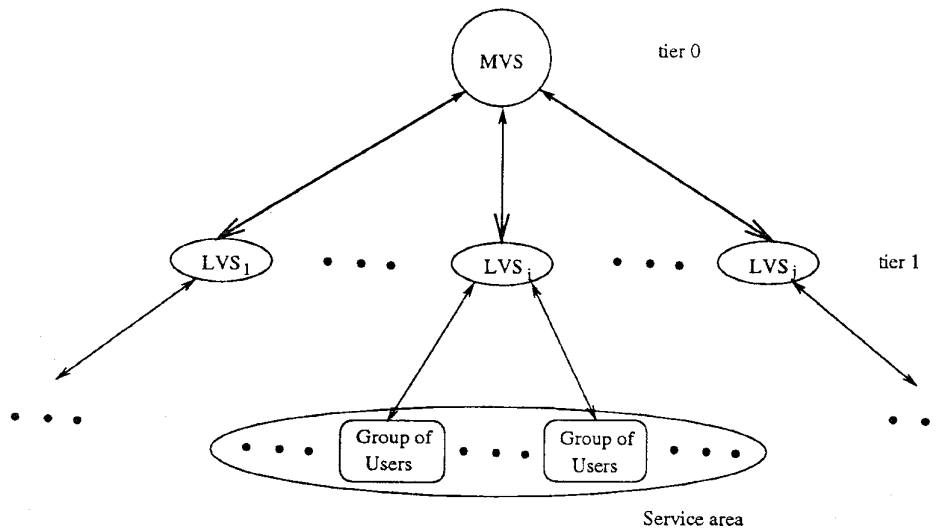 MVS
tier 0
LVS1
LVSi
LVSj
tier 1
Group of
Users
Group of
Users
Service area